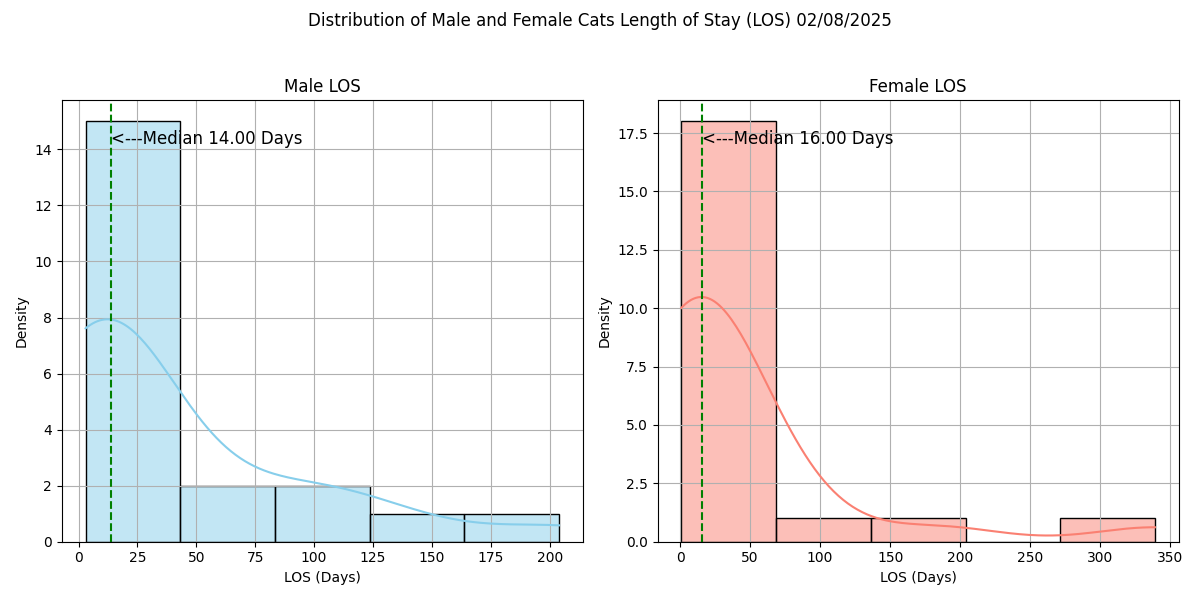 Distribution of Male and Female Cats Length of Stay (LOS) 02/08/2025
Male LOS
<---Median 14.00 Days
Density
14
12
10
8
6
4
2
0
0 25 50 75 100 125 150 175 200
LOS (Days)
Female LOS
<---Median 16.00 Days
Density
17.5
15.0
12.5
10.0
7.5
5.0
2.5
0.0
0 50 100 150 200 250 300 350
LOS (Days)